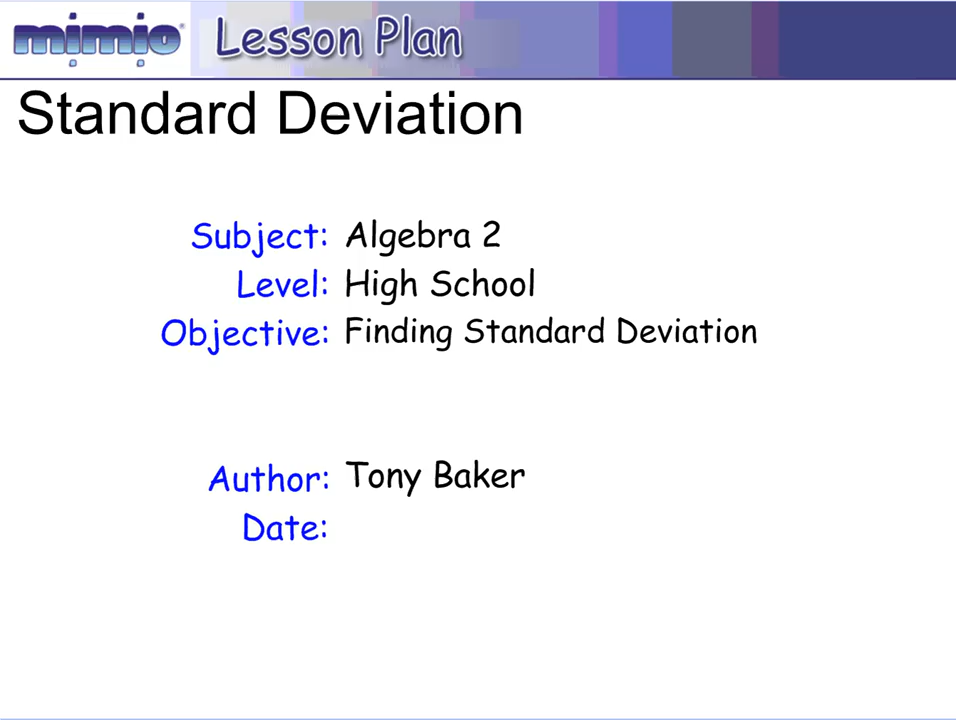 mimio® Lesson Plan
Standard Deviation
Subject: Algebra 2
Level: High School
Objective: Finding Standard Deviation
Author: Tony Baker
Date: